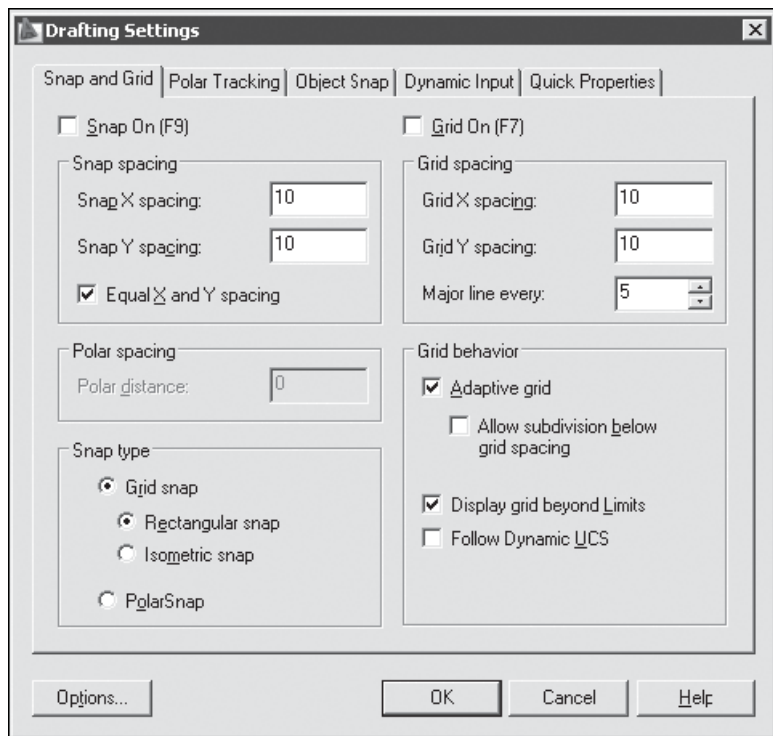 Drafting Settings
Snap and Grid
Polar Tracking
Object Snap
Dynamic Input
Quick Properties
Snap On (F9)
Grid On (F7)
Snap spacing
Snap X spacing:
10
Snap Y spacing:
10
Equal X and Y spacing
Grid spacing
Grid X spacing:
10
Grid Y spacing:
10
Major line every:
5
Polar spacing
Polar distance:
0
Grid behavior
Adaptive grid
Allow subdivision below
grid spacing
Display grid beyond Limits
Follow Dynamic UCS
Snap type
Grid snap
Rectangular snap
Isometric snap
PolarSnap
Options...
OK
Cancel
Help